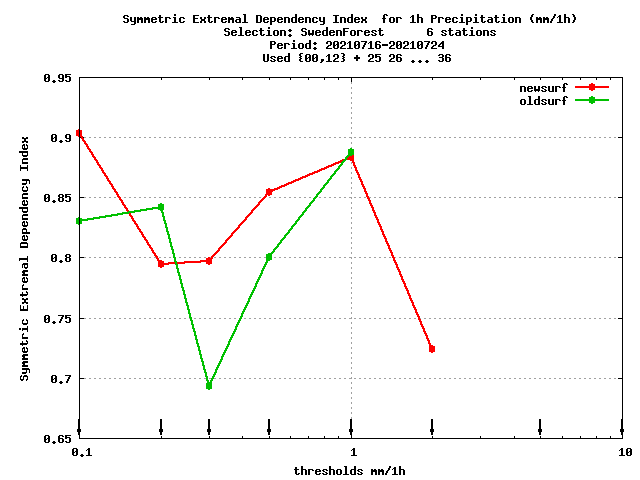 Symmetric Extremal Dependency Index  for 1h Precipitation (mm/1h)
Selection: SwedenForest      6 stations
Period: 20210716-20210724
Used {00,12} + 25 26 ... 36
newsurf
oldsurf
Symmetric Extremal Dependency Index
0.95
0.9
0.85
0.8
0.75
0.7
0.65
0.1 1 10
thresholds mm/1h